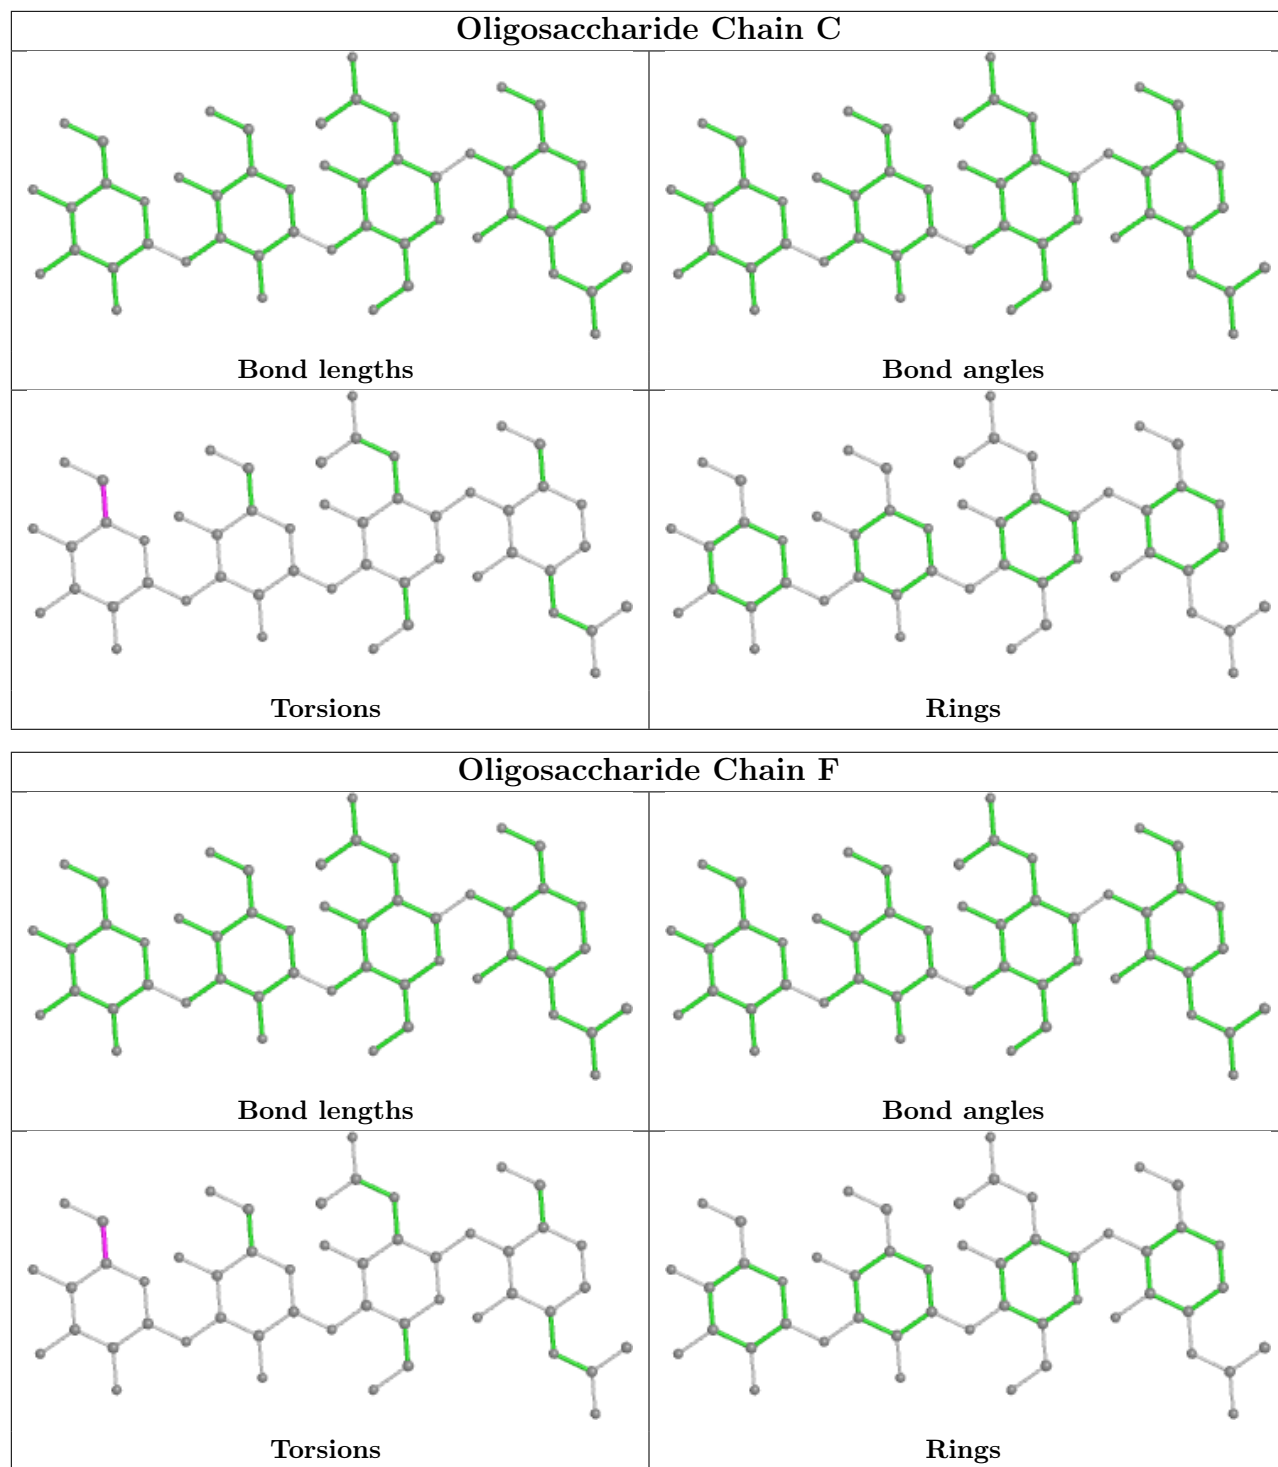 Oligosaccharide Chain C
Bond lengths
Bond angles
Torsions
Rings
Oligosaccharide Chain F
Bond lengths
Bond angles
Torsions
Rings